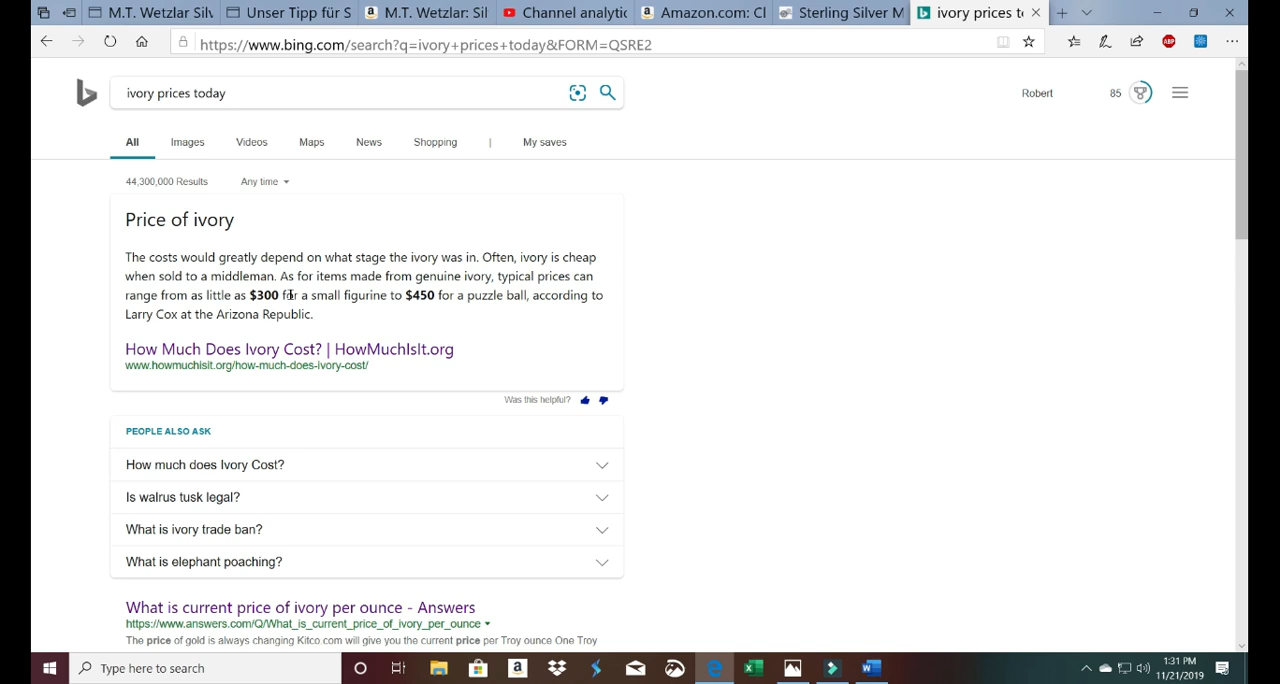 M.T. Wetzlar Silv
Unser Tipp für S
M.T. Wetzlar: Sil
Channel analytic
Amazon.com: Cl
Sterling Silver M
ivory prices t
https://www.bing.com/search?q=ivory+prices+today&FORM=QSRE2
ABP
ivory prices today
Robert
85
All
Images
Videos
Maps
News
Shopping
|
My saves
44,300,000 Results
Any time
Price of ivory
The costs would greatly depend on what stage the ivory was in. Often, ivory is cheap
when sold to a middleman. As for items made from genuine ivory, typical prices can
range from as little as $300 for a small figurine to $450 for a puzzle ball, according to
Larry Cox at the Arizona Republic.
How Much Does Ivory Cost? | HowMuchIsIt.org
www.howmuchisit.org/how-much-does-ivory-cost/
Was this helpful?
PEOPLE ALSO ASK
How much does Ivory Cost?
Is walrus tusk legal?
What is ivory trade ban?
What is elephant poaching?
What is current price of ivory per ounce - Answers
https://www.answers.com/Q/What_is_current_price_of_ivory_per_ounce
The price of gold is always changing Kitco.com will give you the current price per Troy ounce One Troy
Type here to search
1:31 PM
11/21/2019